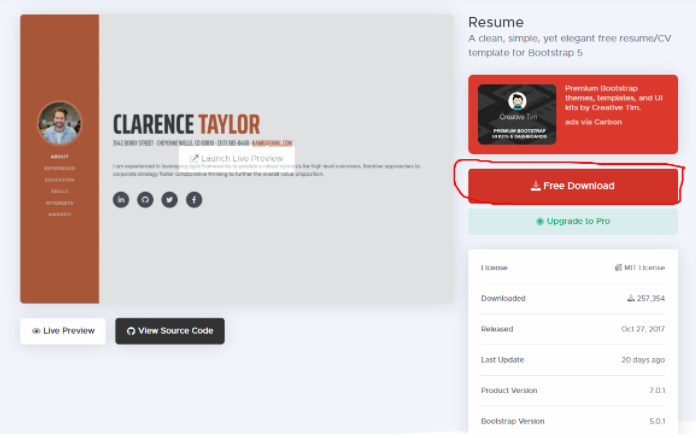 Resume
A clean, simple, yet elegant free resume/CV
template for Bootstrap 5
CLARENCE TAYLOR
3542 BERRY STREET · CHEYENNE WELLS, CO 80810 · (317) 585-8468 · NAME@EMAIL.COM
Launch Live Preview
I am experienced in leveraging agile frameworks to provide a robust synopsis for high level overviews. Iterative approaches to
corporate strategy foster collaborative thinking to further the overall value proposition.
ABOUT
EXPERIENCE
EDUCATION
SKILLS
INTERESTS
AWARDS
in
f
Live Preview
View Source Code
Creative Tim
PREMIUM BOOTSTRAP
UI KITS & DASHBOARDS
Premium Bootstrap
themes, templates, and UI
kits by Creative Tim.
ads via Carbon
Free Download
Upgrade to Pro
License MIT License
Downloaded 257,354
Released Oct 27, 2017
Last Update 20 days ago
Product Version 7.0.1
Bootstrap Version 5.0.1